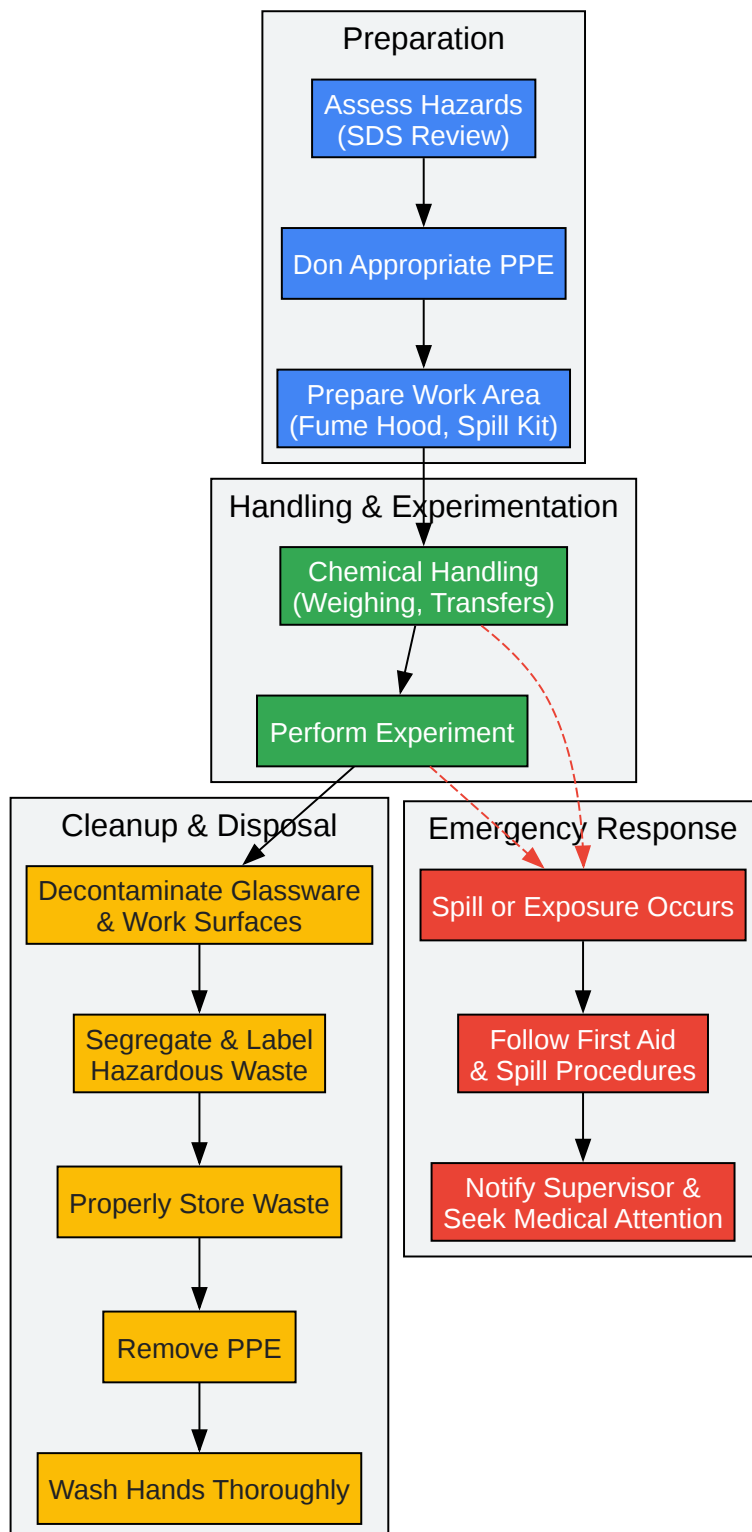 Preparation
Assess Hazards
(SDS Review)
Don Appropriate PPE
Prepare Work Area
(Fume Hood, Spill Kit)
Handling & Experimentation
Chemical Handling
(Weighing, Transfers)
Perform Experiment
Cleanup & Disposal
Decontaminate Glassware
& Work Surfaces
Segregate & Label
Hazardous Waste
Properly Store Waste
Remove PPE
Wash Hands Thoroughly
Emergency Response
Spill or Exposure Occurs
Follow First Aid
& Spill Procedures
Notify Supervisor &
Seek Medical Attention